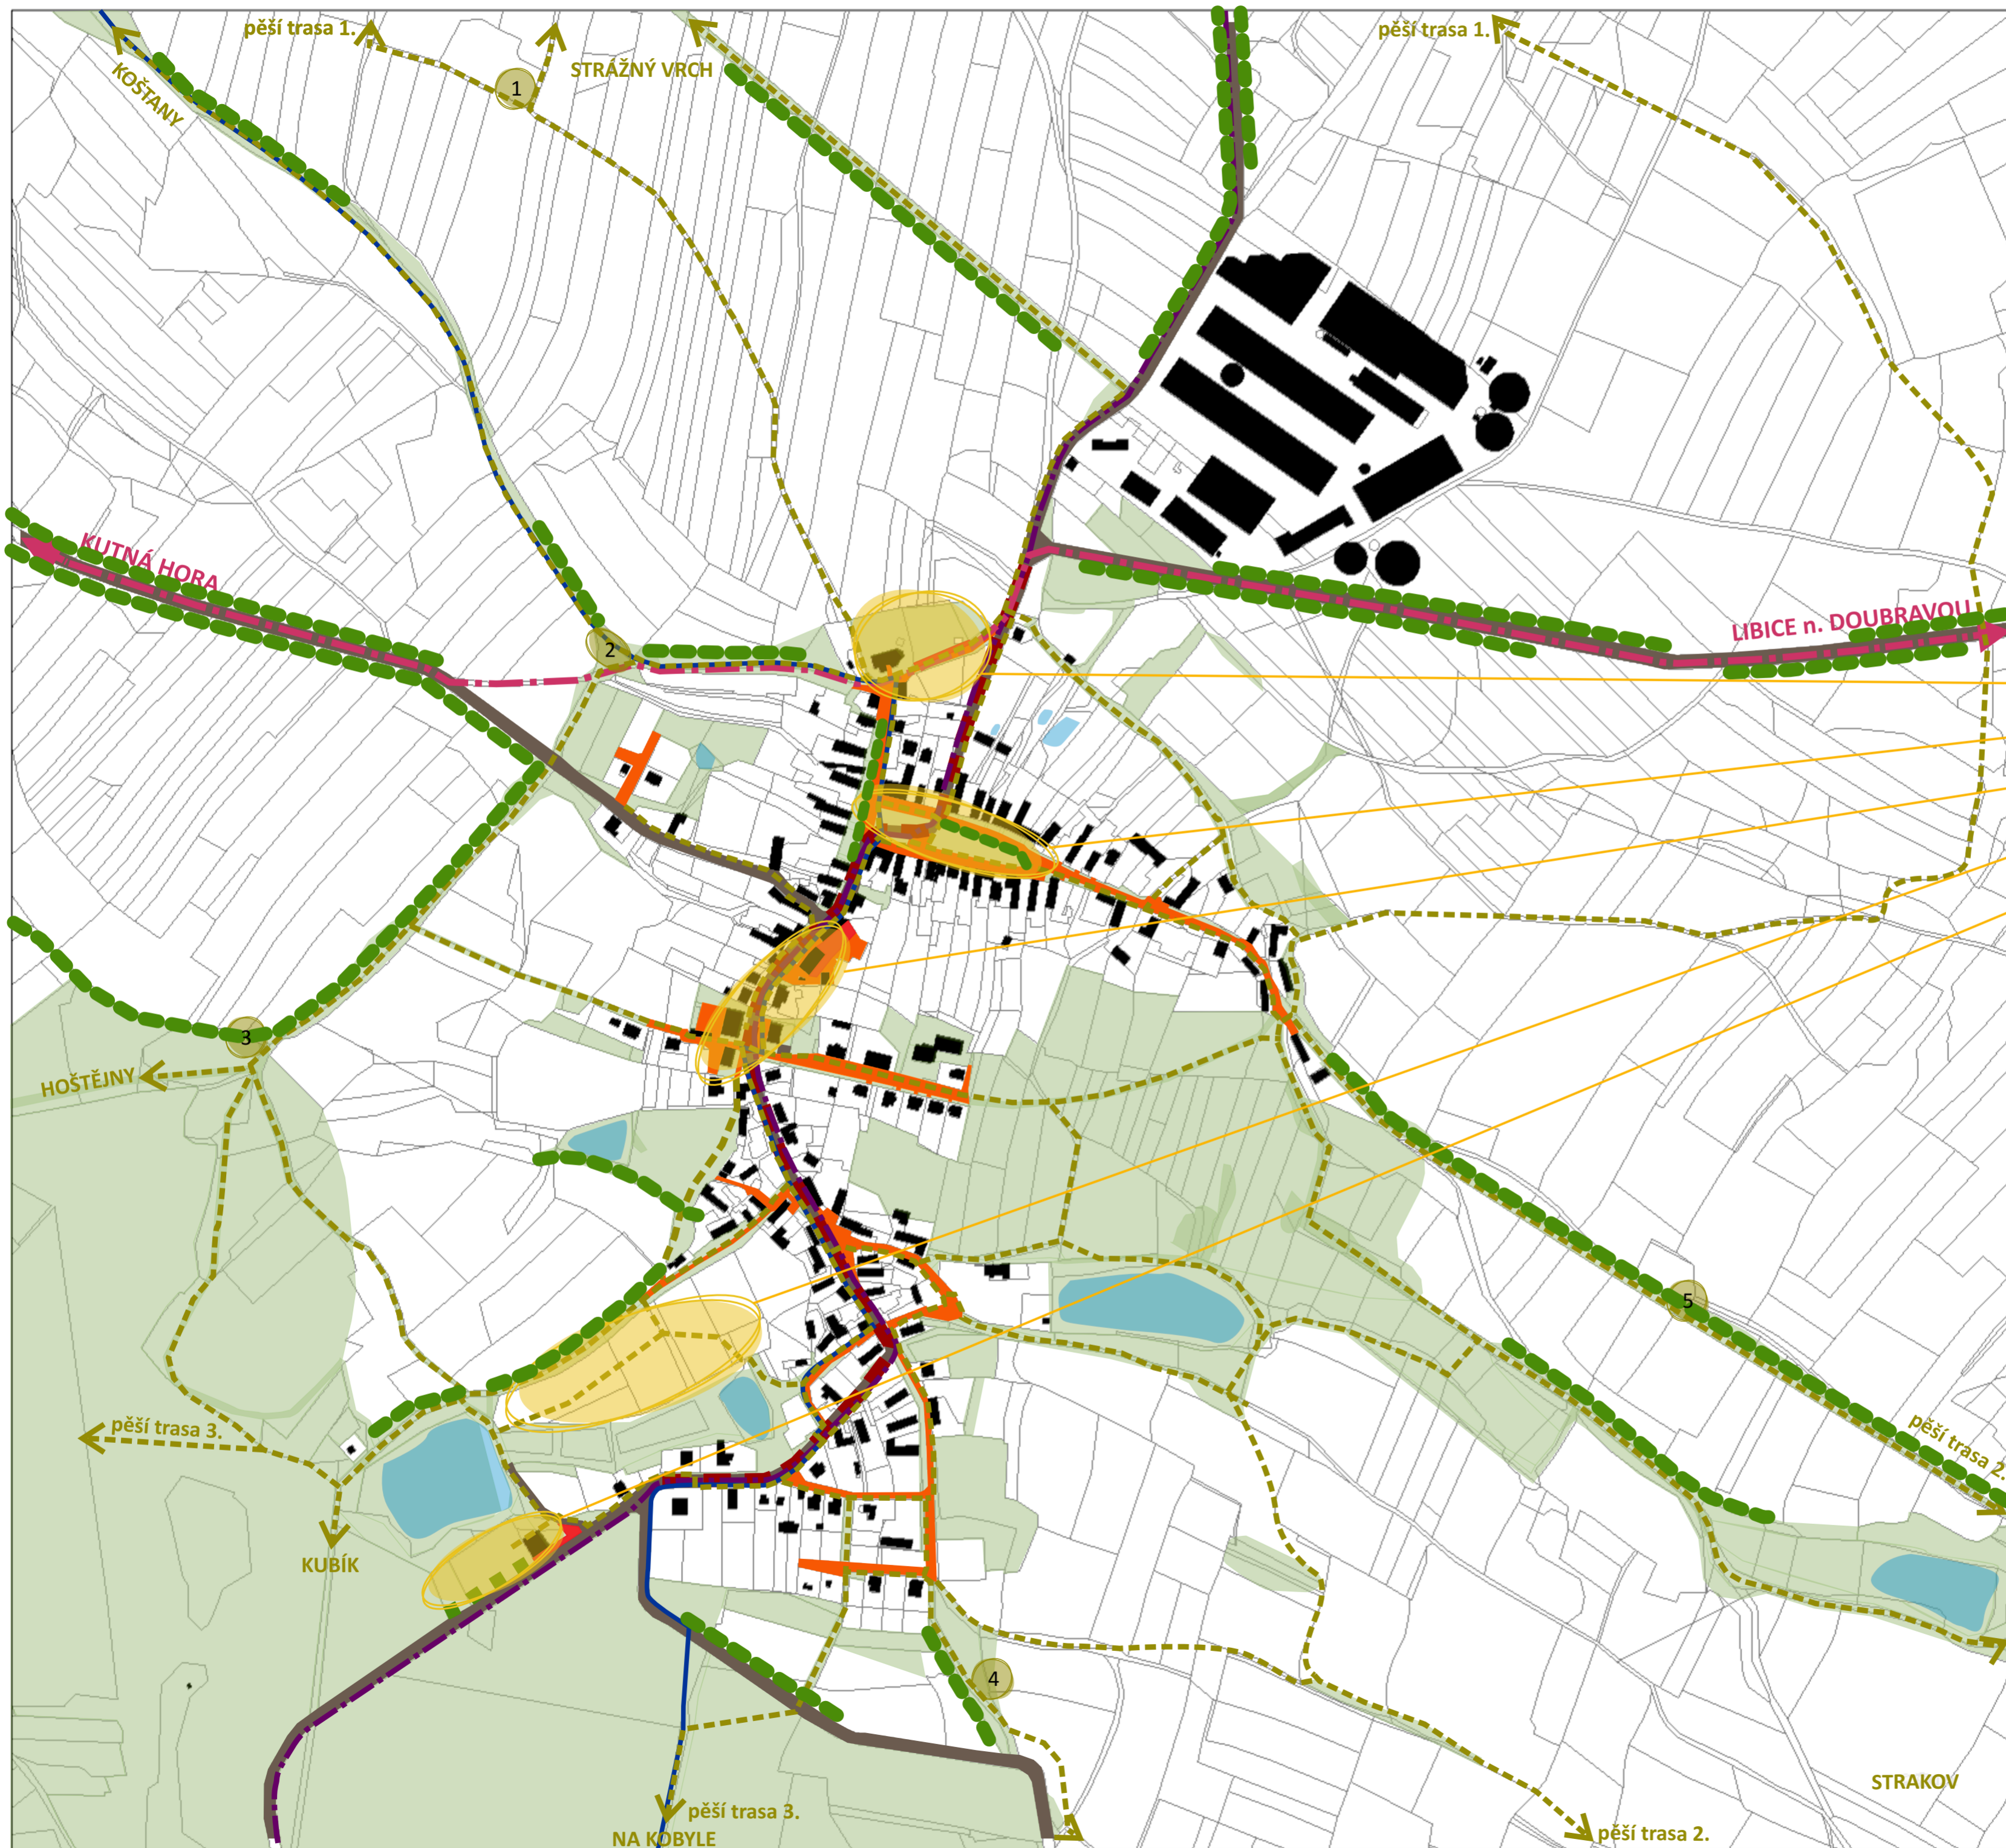 pěší trasa 1.
pěší trasa 1.
KOŠŤANY
STRÁŽNÝ VRCH
1
KUTNÁ HORA
LIBICE n. DOUBRAVOU
2
3
HOŠTĚJNY
5
pěší trasa 3.
pěší trasa 2.
KUBÍK
4
STRAKOV
pěší trasa 3.
NA KOBYLE
pěší trasa 2.